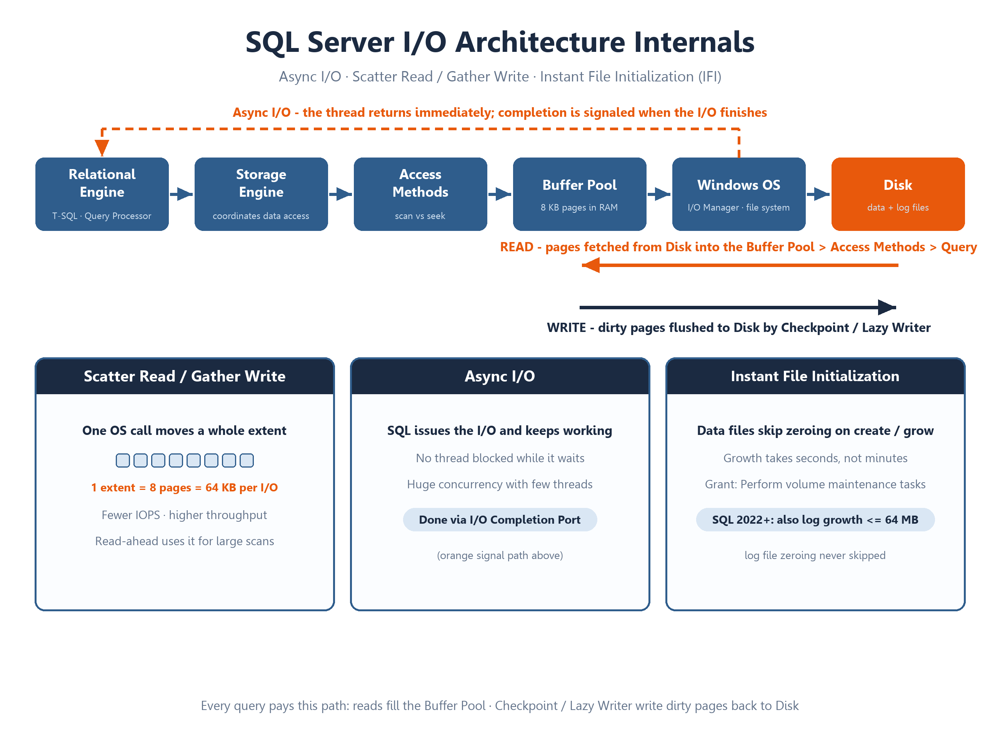 SQL Server I/O Architecture Internals
Async I/O · Scatter Read / Gather Write · Instant File Initialization (IFI)
Async I/O - the thread returns immediately; completion is signaled when the I/O finishes
Relational
Engine
T-SQL · Query Processor
Storage
Engine
coordinates data access
Access
Methods
scan vs seek
Buffer Pool
8 KB pages in RAM
Windows OS
I/O Manager · file system
Disk
data + log files
READ - pages fetched from Disk into the Buffer Pool > Access Methods > Query
WRITE - dirty pages flushed to Disk by Checkpoint / Lazy Writer
Scatter Read / Gather Write
One OS call moves a whole extent
1 extent = 8 pages = 64 KB per I/O
Fewer IOPS · higher throughput
Read-ahead uses it for large scans
Async I/O
SQL issues the I/O and keeps working
No thread blocked while it waits
Huge concurrency with few threads
Done via I/O Completion Port
(orange signal path above)
Instant File Initialization
Data files skip zeroing on create / grow
Growth takes seconds, not minutes
Grant: Perform volume maintenance tasks
SQL 2022+: also log growth <= 64 MB
log file zeroing never skipped
Every query pays this path: reads fill the Buffer Pool · Checkpoint / Lazy Writer write dirty pages back to Disk